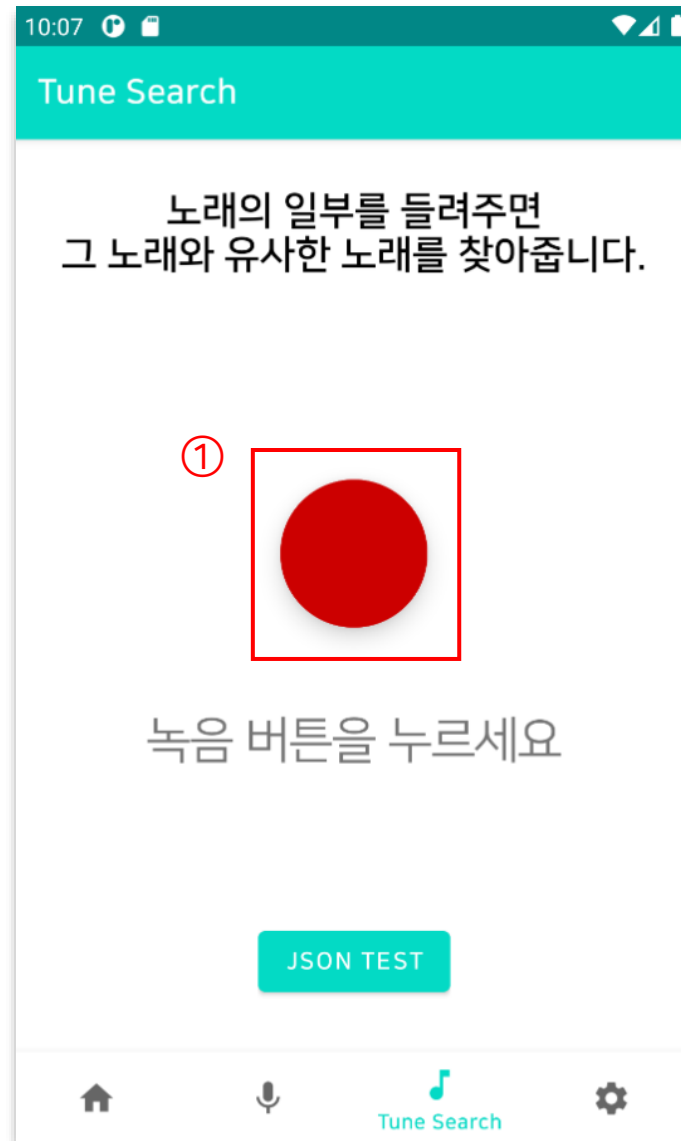 10:07
Tune Search
노래의 일부를 들려주면
그 노래와 유사한 노래를 찾아줍니다.
①
녹음 버튼을 누르세요
JSON TEST
Tune Search